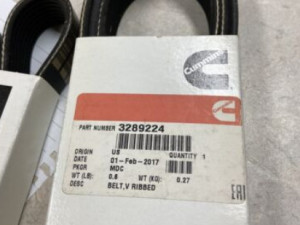 Cummins
PART NUMBER 3289224
ORIGIN US
DATE 01-Feb-2017 QUANTITY 1
PKGR MDC
WT (LB): 0.6 WT (KG): 0.27
DESC BELT,V RIBBED
EAC